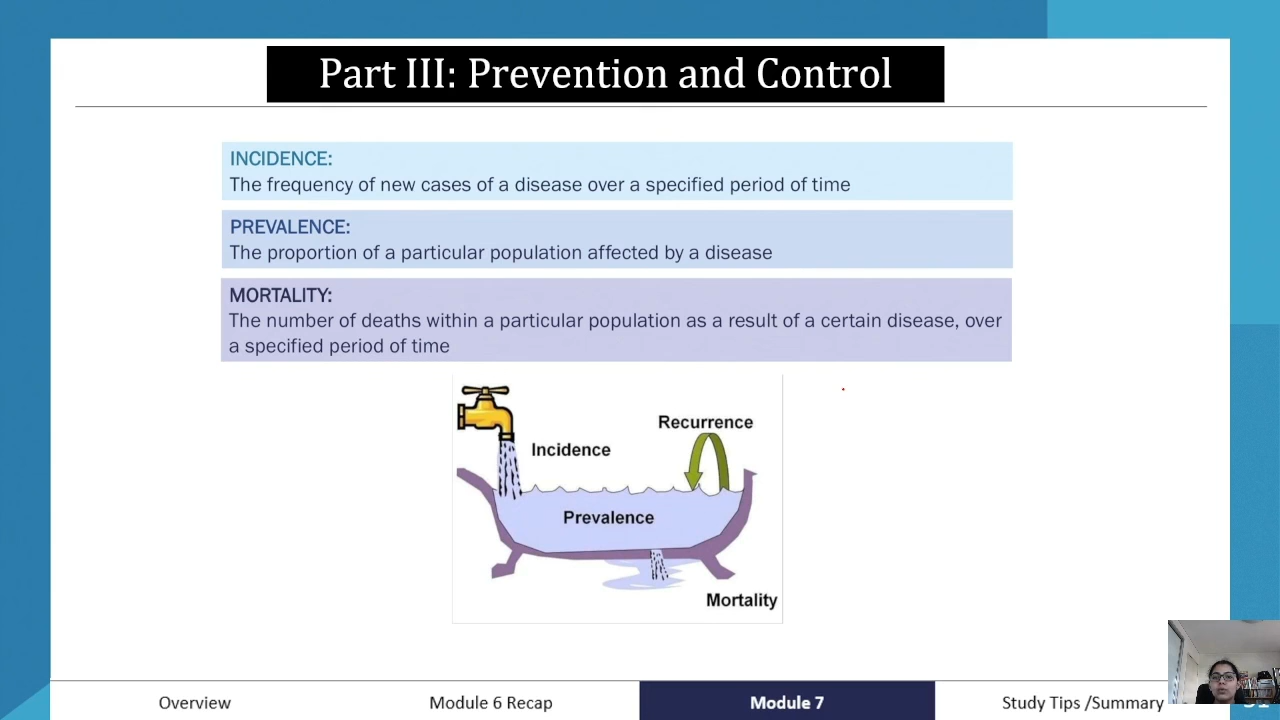 Part III: Prevention and Control
INCIDENCE:
The frequency of new cases of a disease over a specified period of time
PREVALENCE:
The proportion of a particular population affected by a disease
MORTALITY:
The number of deaths within a particular population as a result of a certain disease, over
a specified period of time
Recurrence
Incidence
Prevalence
Mortality
Overview
Module 6 Recap
Module 7
Study Tips /Summary